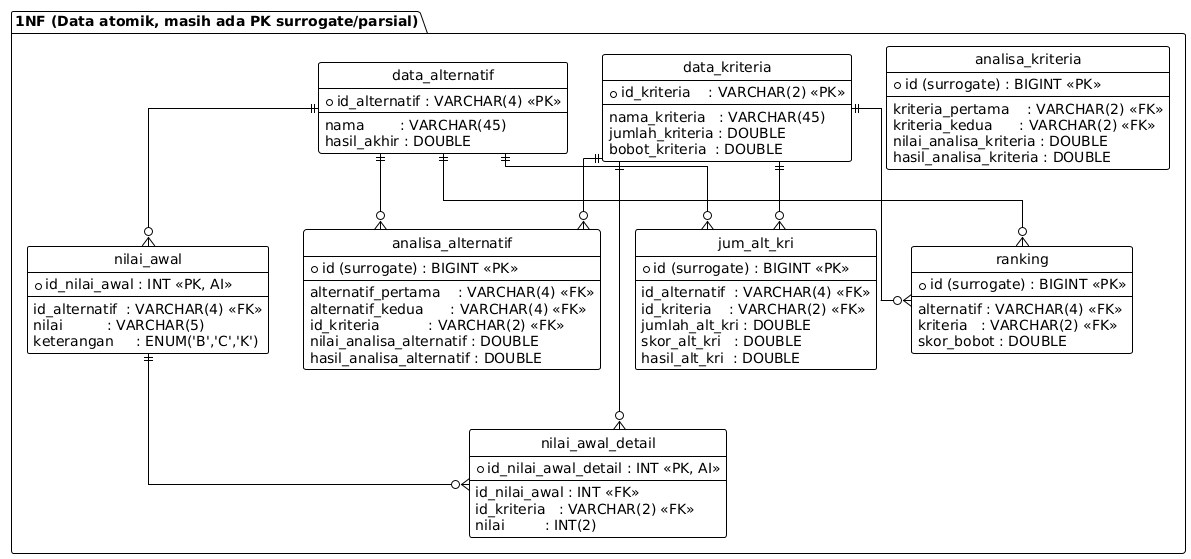 1NF (Data atomik, masih ada PK surrogate/parsial)
data_alternatif
id_alternatif : VARCHAR(4) «PK»
nama : VARCHAR(45)
hasil_akhir : DOUBLE
data_kriteria
id_kriteria : VARCHAR(2) «PK»
nama_kriteria : VARCHAR(45)
jumlah_kriteria : DOUBLE
bobot_kriteria : DOUBLE
analisa_kriteria
id (surrogate) : BIGINT «PK»
kriteria_pertama : VARCHAR(2) «FK»
kriteria_kedua : VARCHAR(2) «FK»
nilai_analisa_kriteria : DOUBLE
hasil_analisa_kriteria : DOUBLE
nilai_awal
id_nilai_awal : INT «PK, AI»
id_alternatif : VARCHAR(4) «FK»
nilai : VARCHAR(5)
keterangan : ENUM('B','C','K')
analisa_alternatif
id (surrogate) : BIGINT «PK»
alternatif_pertama : VARCHAR(4) «FK»
alternatif_kedua : VARCHAR(4) «FK»
id_kriteria : VARCHAR(2) «FK»
nilai_analisa_alternatif : DOUBLE
hasil_analisa_alternatif : DOUBLE
jum_alt_kri
id (surrogate) : BIGINT «PK»
id_alternatif : VARCHAR(4) «FK»
id_kriteria : VARCHAR(2) «FK»
jumlah_alt_kri : DOUBLE
skor_alt_kri : DOUBLE
hasil_alt_kri : DOUBLE
ranking
id (surrogate) : BIGINT «PK»
alternatif : VARCHAR(4) «FK»
kriteria : VARCHAR(2) «FK»
skor_bobot : DOUBLE
nilai_awal_detail
id_nilai_awal_detail : INT «PK, AI»
id_nilai_awal : INT «FK»
id_kriteria : VARCHAR(2) «FK»
nilai : INT(2)